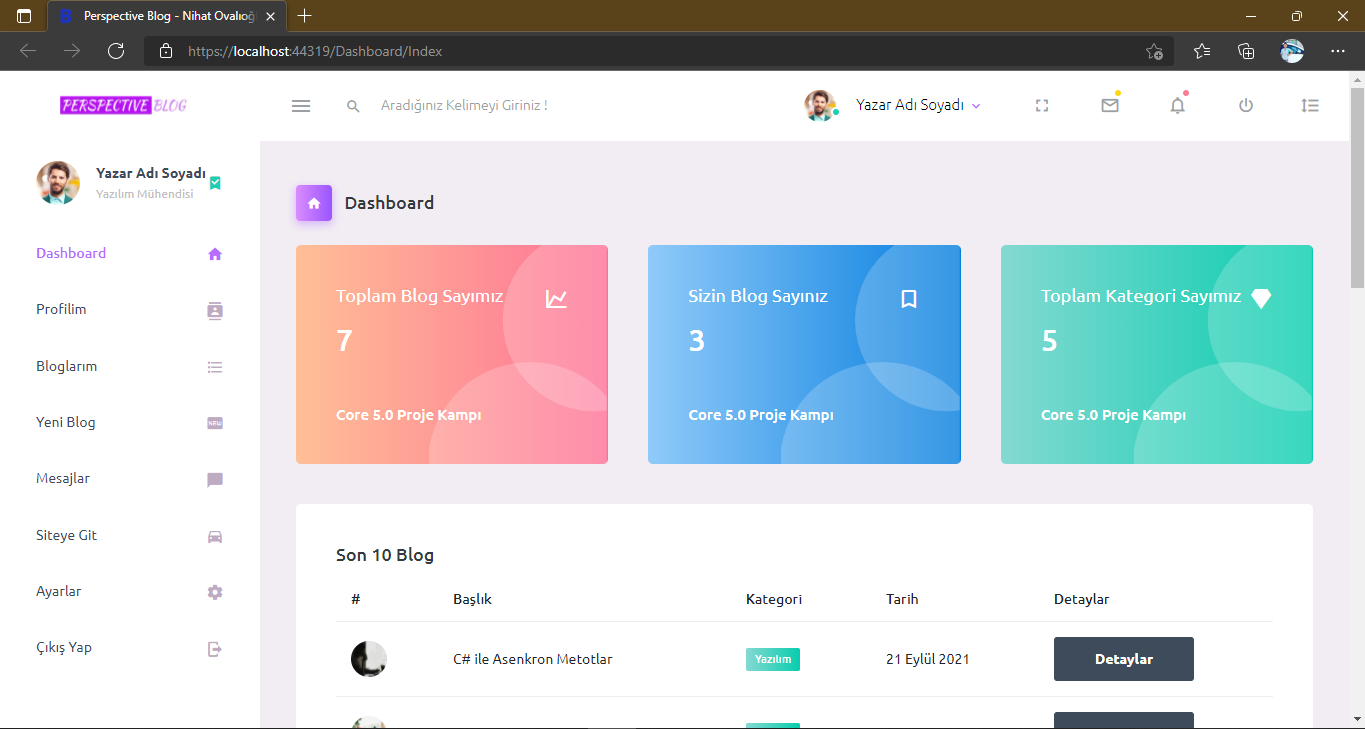 Perspective Blog - Nihat Ovalıoğl
https://localhost:44319/Dashboard/Index
PERSPECTIVE BLOG
Aradığınız Kelimeyi Giriniz !
Yazar Adı Soyadı
Yazar Adı Soyadı
Yazılım Mühendisi
Dashboard
Profilim
Bloglarım
Yeni Blog
NEW
Mesajlar
Siteye Git
Ayarlar
Çıkış Yap
Dashboard
Toplam Blog Sayımız
7
Core 5.0 Proje Kampı
Sizin Blog Sayınız
3
Core 5.0 Proje Kampı
Toplam Kategori Sayımız
5
Core 5.0 Proje Kampı
Son 10 Blog
# Başlık Kategori Tarih Detaylar
C# ile Asenkron Metotlar Yazılım 21 Eylül 2021 Detaylar